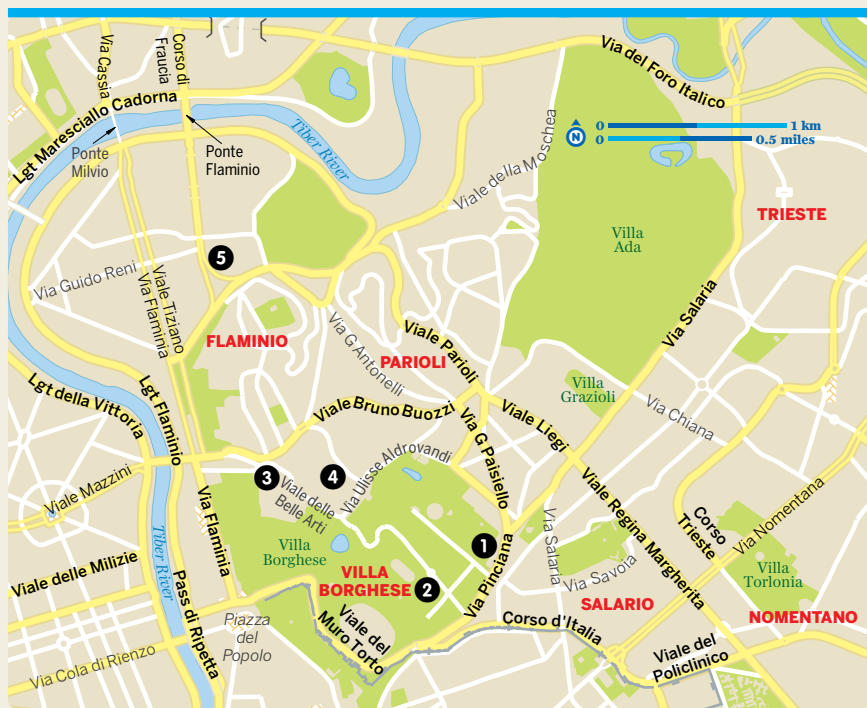 Via Cassia
Corso di
Fraucia
Lgt Maresciallo Cadorna
Ponte
Milvio
Ponte
Flaminio
Tiber River
Via del Foro Italico
N
0 1 km
0 0.5 miles
Viale della Moschea
TRIESTE
Villa
Ada
5
Via Guido Reni
Viale Tiziano
Via Flaminia
FLAMINIO
Via G Antonelli
PARIOLI
Viale Parioli
Via Salaria
Villa
Grazioli
Via Chiana
Lgt della Vittoria
Lgt Flaminio
Viale Bruno Buozzi
Viale Liegi
Via G Paisiello
Via Ulisse Aldrovandi
3
4
Viale delle
Belle Arti
Viale Mazzini
Via Flaminia
Viale Regina Margherita
Corso
Trieste
Via Nomentana
Tiber River
Villa
Borghese
1
Via Salaria
Villa
Torlonia
Viale delle Milizie
Pass di Ripetta
VILLA
BORGHESE
2
Via Pinciana
Via Savoia
SALARIO
NOMENTANO
Piazza
del
Popolo
Viale del
Muro Torto
Corso d'Italia
Viale del
Policlinico
Via Cola di Rienzo